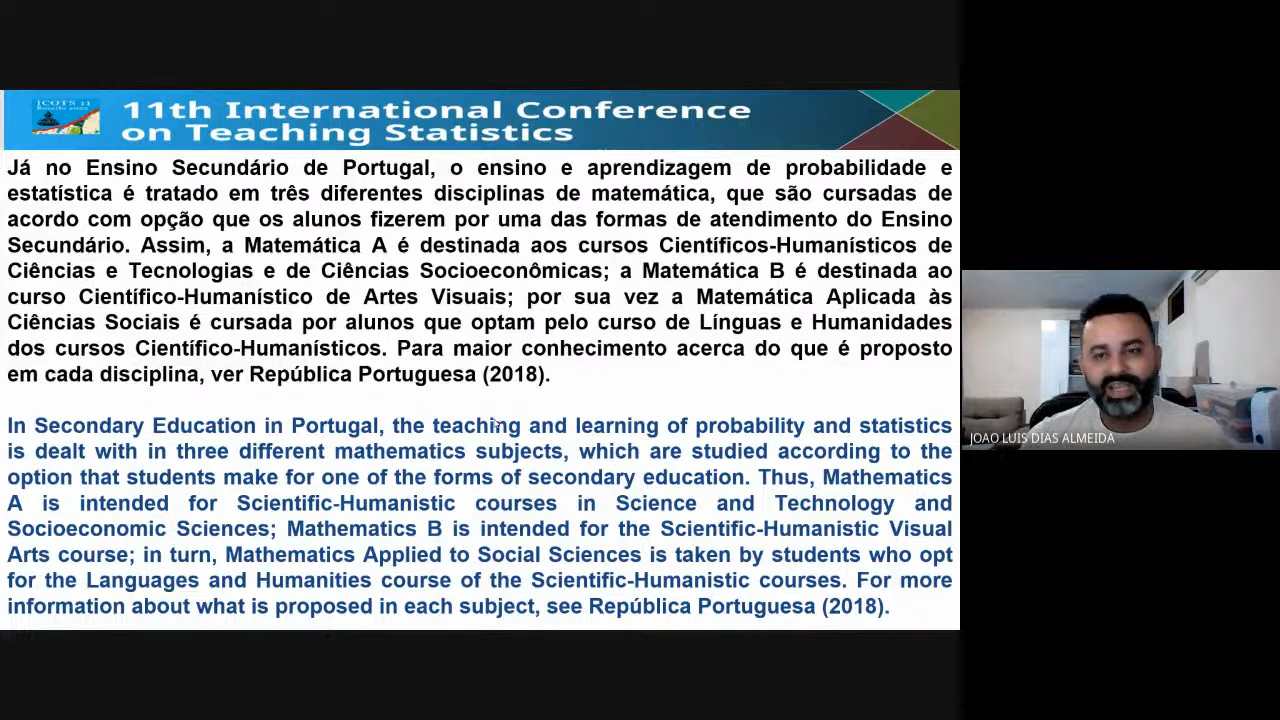 ICOTS 11
11th International Conference
on Teaching Statistics
Já no Ensino Secundário de Portugal, o ensino e aprendizagem de probabilidade e
estatística é tratado em três diferentes disciplinas de matemática, que são cursadas de
acordo com opção que os alunos fizerem por uma das formas de atendimento do Ensino
Secundário. Assim, a Matemática A é destinada aos cursos Científicos-Humanísticos de
Ciências e Tecnologias e de Ciências Socioeconômicas; a Matemática B é destinada ao
curso Científico-Humanístico de Artes Visuais; por sua vez a Matemática Aplicada às
Ciências Sociais é cursada por alunos que optam pelo curso de Línguas e Humanidades
dos cursos Científico-Humanísticos. Para maior conhecimento acerca do que é proposto
em cada disciplina, ver República Portuguesa (2018).
In Secondary Education in Portugal, the teaching and learning of probability and statistics
is dealt with in three different mathematics subjects, which are studied according to the
option that students make for one of the forms of secondary education. Thus, Mathematics
A is intended for Scientific-Humanistic courses in Science and Technology and
Socioeconomic Sciences; Mathematics B is intended for the Scientific-Humanistic Visual
Arts course; in turn, Mathematics Applied to Social Sciences is taken by students who opt
for the Languages and Humanities course of the Scientific-Humanistic courses. For more
information about what is proposed in each subject, see República Portuguesa (2018).
JOAO LUIS DIAS ALMEIDA